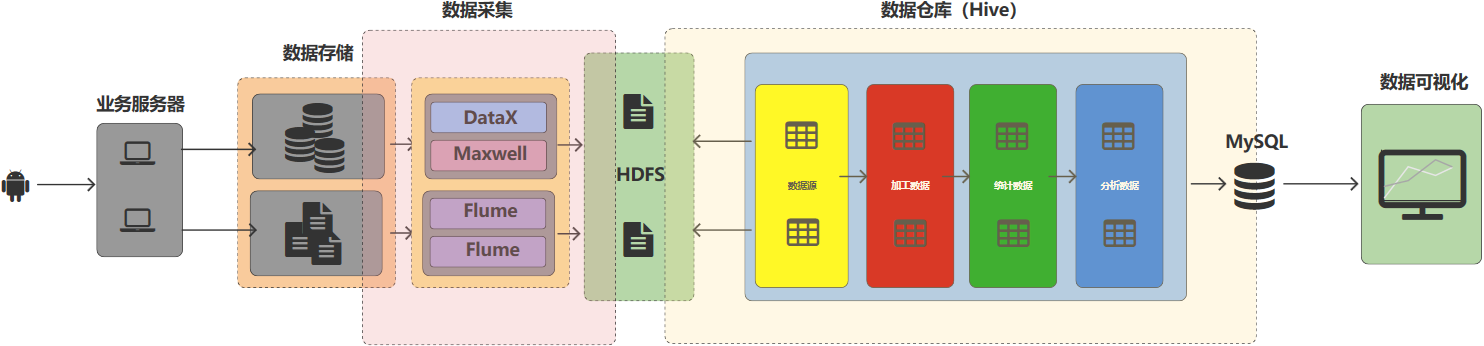 数据采集
数据仓库（Hive）
数据存储
数据可视化
业务服务器
DataX
MySQL
Maxwell
HDFS
数据源
加工数据
统计数据
分析数据
Flume
Flume